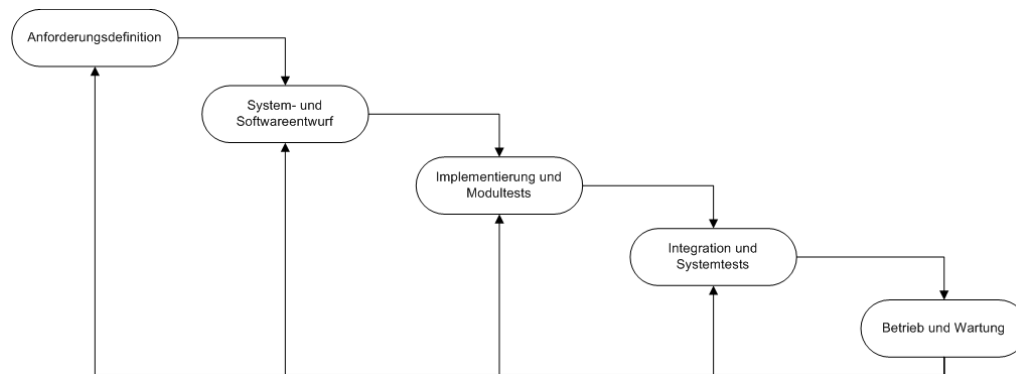 Anforderungsdefinition
System- und
Softwareentwurf
Implementierung und
Modultests
Integration und
Systemtests
Betrieb und Wartung